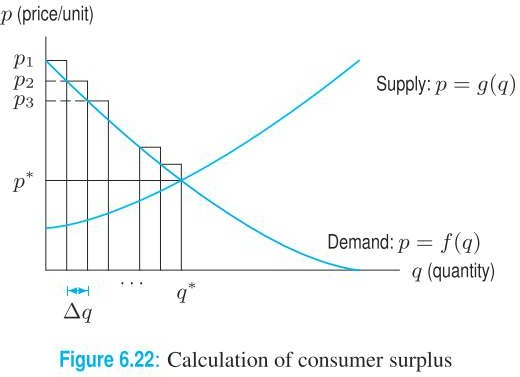 p (price/unit)
p₁
p₂
p₃
p*
Supply: p = g(q)
Demand: p = f(q)
q (quantity)
· · ·
q*
Δq
Figure 6.22: Calculation of consumer surplus